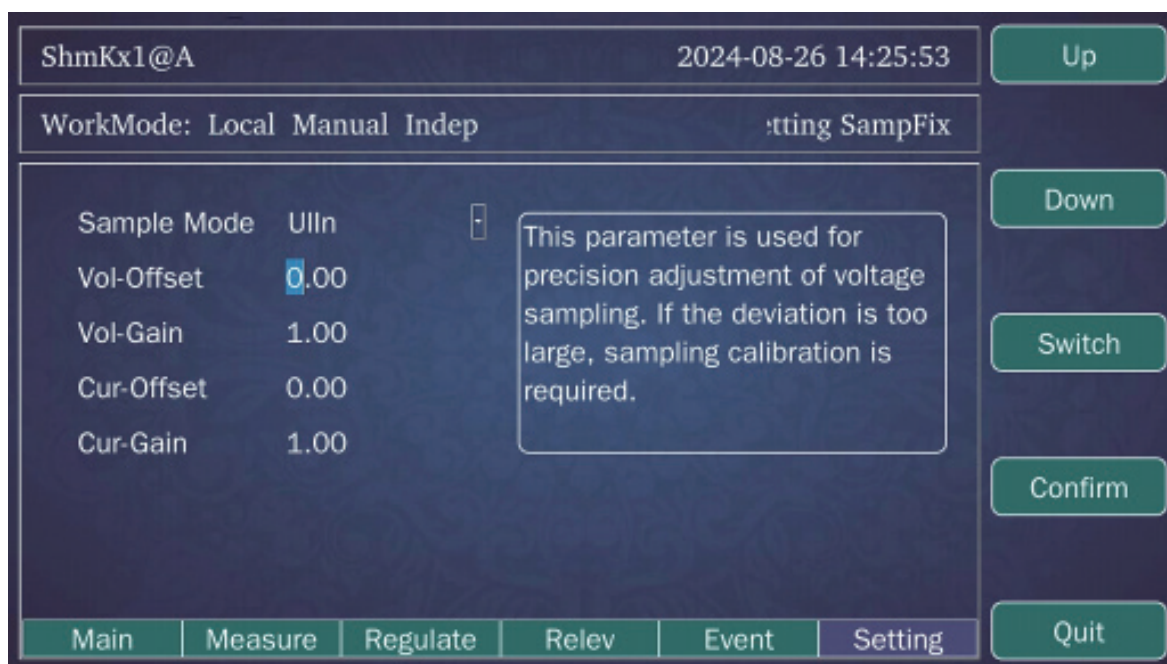 ShmKx1@A 2024-08-26 14:25:53
Up
WorkMode: Local Manual Indep :tting SampFix
Down
Sample Mode UIIn
Vol-Offset 0.00
Vol-Gain 1.00
Cur-Offset 0.00
Cur-Gain 1.00
This parameter is used for
precision adjustment of voltage
sampling. If the deviation is too
large, sampling calibration is
required.
Switch
Confirm
Main Measure Regulate Relev Event Setting
Quit